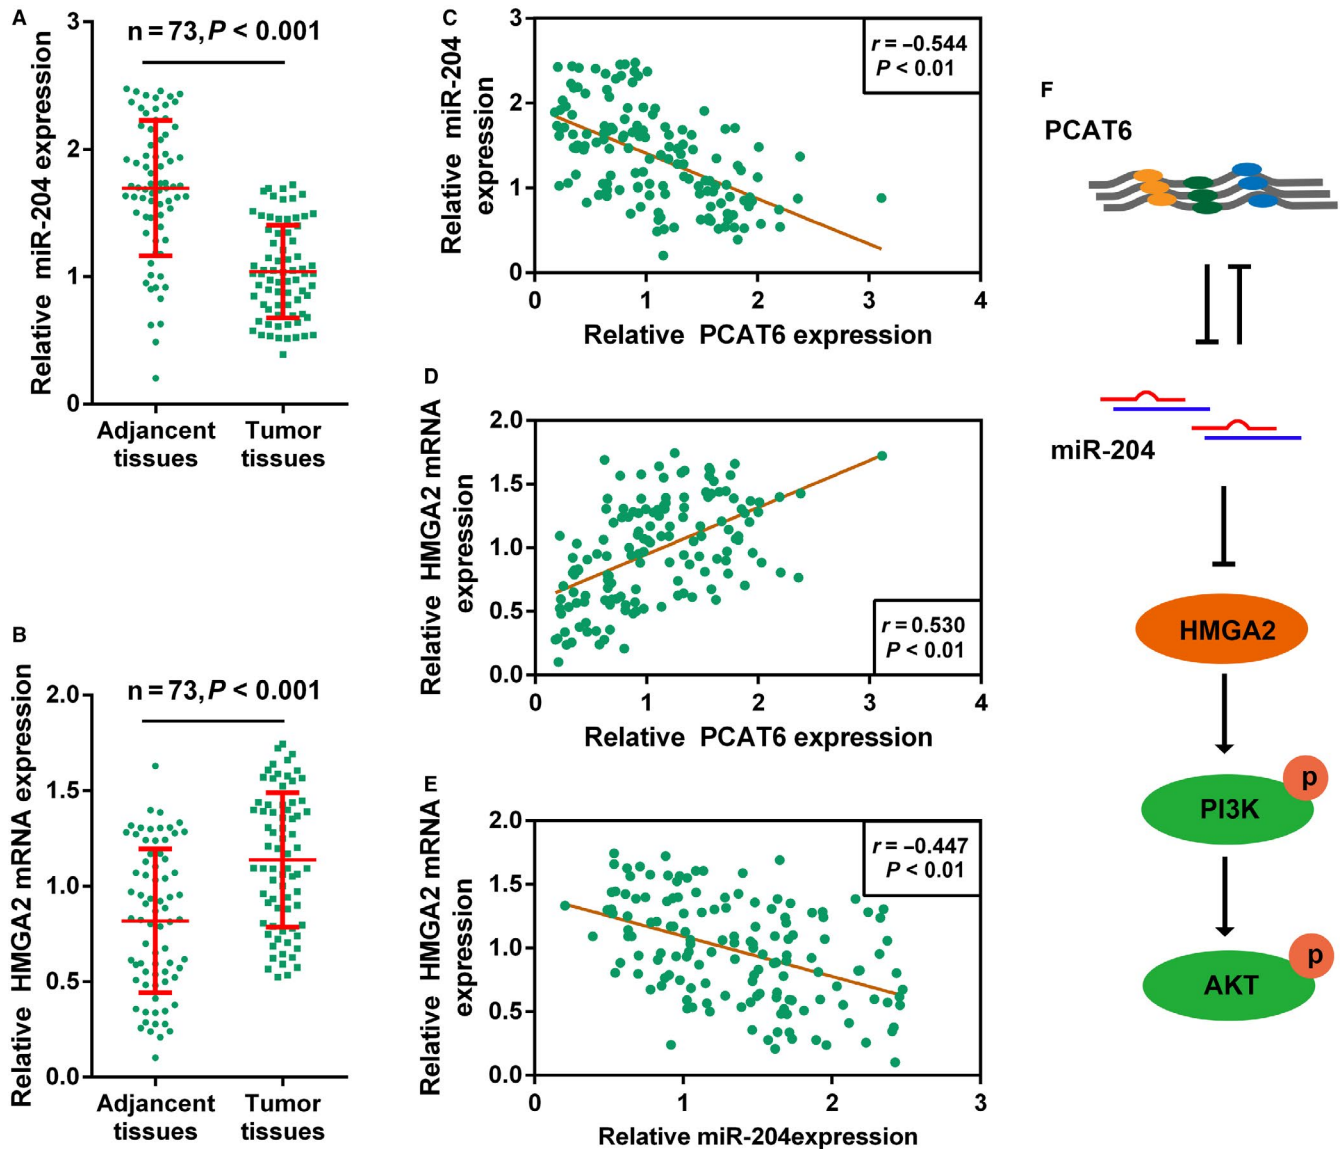 A
n = 73, P < 0.001
Relative miR-204 expression
3
2
1
0
Adjancent
tissues
Tumor
tissues
B
n = 73, P < 0.001
Relative HMGA2 mRNA expression
2.0
1.5
1.0
0.5
0.0
Adjancent
tissues
Tumor
tissues
C
Relative miR-204
expression
3
2
1
0
r = –0.544
P < 0.01
0 1 2 3 4
Relative PCAT6 expression
D
Relative HMGA2 mRNA
expression
2.0
1.5
1.0
0.5
0.0
r = 0.530
P < 0.01
0 1 2 3 4
Relative PCAT6 expression
E
Relative HMGA2 mRNA
expression
2.0
1.5
1.0
0.5
0.0
r = –0.447
P < 0.01
0 1 2 3
Relative miR-204expression
F
PCAT6
miR-204
HMGA2
p
PI3K
p
AKT